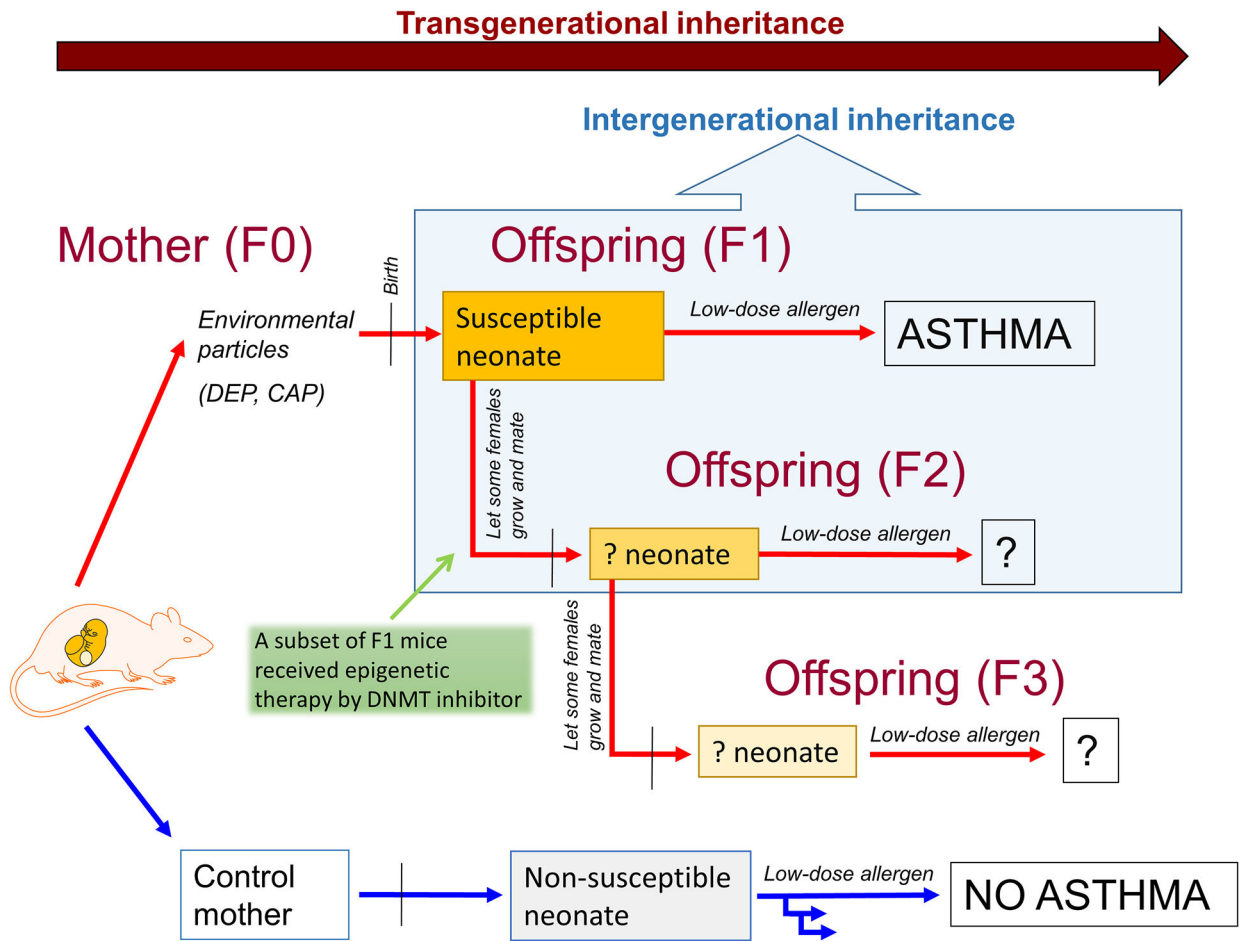 Transgenerational inheritance
Intergenerational inheritance
Mother (F0)
Offspring (F1)
Birth
Environmental
particles
(DEP, CAP)
Susceptible
neonate
Low-dose allergen
ASTHMA
Let some females
grow and mate
Offspring (F2)
? neonate
Low-dose allergen
?
A subset of F1 mice
received epigenetic
therapy by DNMT inhibitor
Let some females
grow and mate
Offspring (F3)
? neonate
Low-dose allergen
?
Control
mother
Non-susceptible
neonate
Low-dose allergen
NO ASTHMA